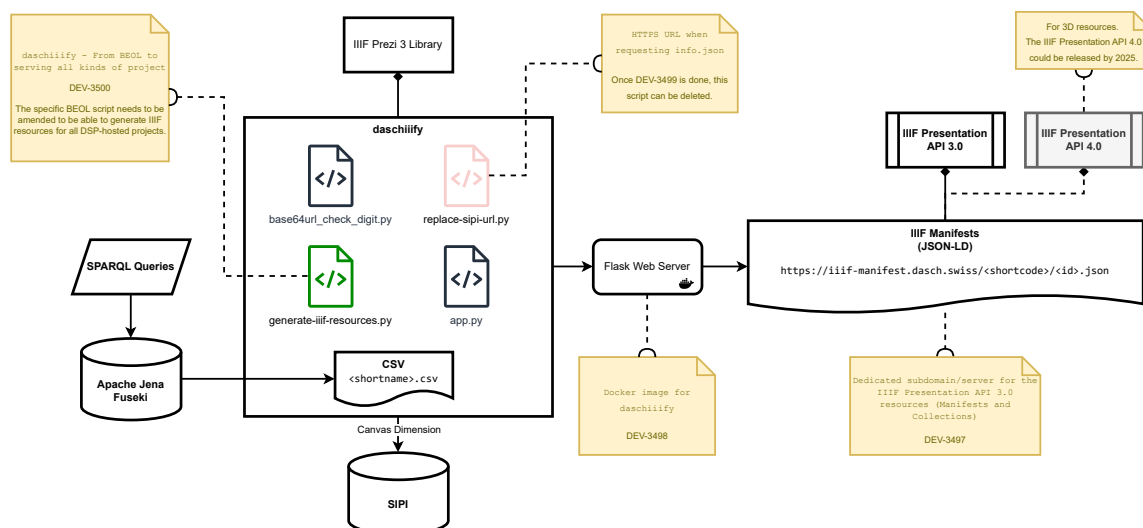 daschiiify - From BEOL to
serving all kinds of project
DEV-3500
The specific BEOL script needs to be
amended to be able to generate IIIF
resources for all DSP-hosted projects.
IIIF Prezi 3 Library
HTTPS URL when
requesting info.json
Once DEV-3499 is done, this
script can be deleted.
For 3D resources.
The IIIF Presentation API 4.0
could be released by 2025.
daschiiify
base64url_check_digit.py
replace-sipi-url.py
generate-iiif-resources.py
app.py
IIIF Presentation
API 3.0
IIIF Presentation
API 4.0
SPARQL Queries
Apache Jena
Fuseki
CSV
<shortname>.csv
Canvas Dimension
SIPI
Flask Web Server
IIIF Manifests
(JSON-LD)
https://iiif-manifest.dasch.swiss/<shortcode>/<id>.json
Docker image for
daschiiify
DEV-3498
Dedicated subdomain/server for the
IIIF Presentation API 3.0
resources (Manifests and
Collections)
DEV-3497